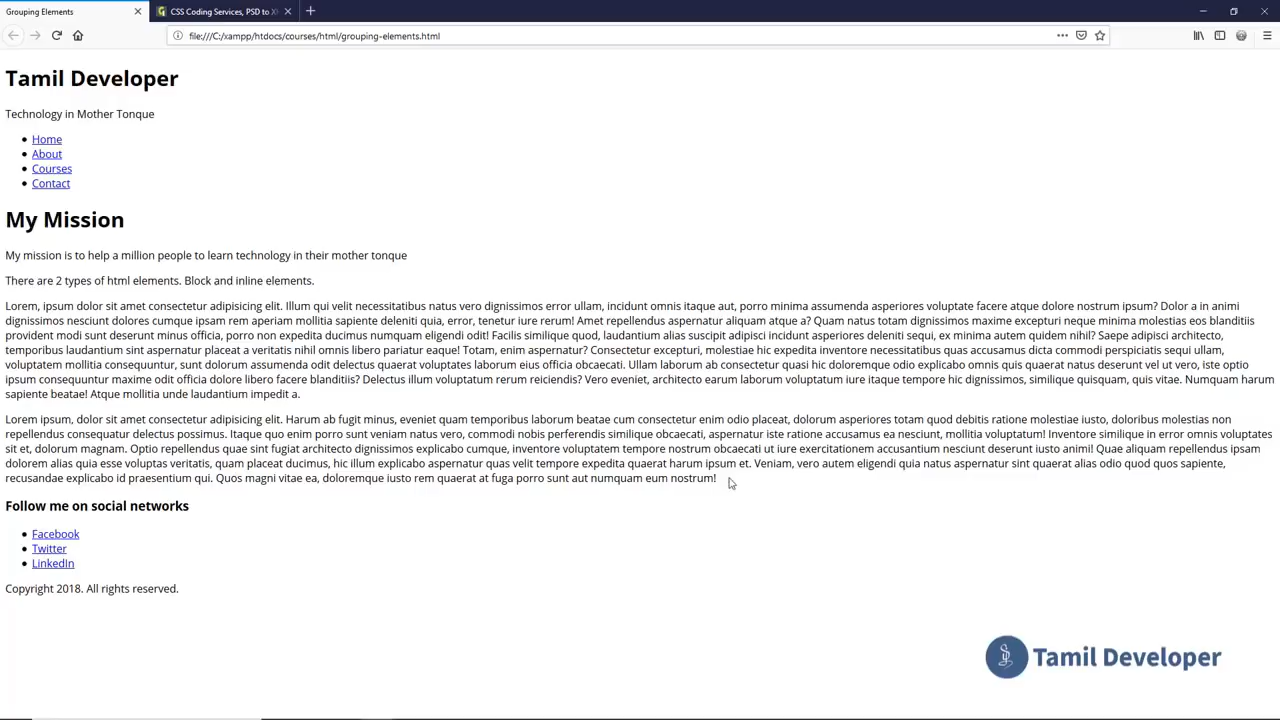 Grouping Elements
CSS Coding Services, PSD to X
file:///C:/xampp/htdocs/courses/html/grouping-elements.html
Tamil Developer
Technology in Mother Tonque
Home
About
Courses
Contact
My Mission
My mission is to help a million people to learn technology in their mother tonque
There are 2 types of html elements. Block and inline elements.
Lorem, ipsum dolor sit amet consectetur adipisicing elit. Illum qui velit necessitatibus natus vero dignissimos error ullam, incidunt omnis itaque aut, porro minima assumenda asperiores voluptate facere atque dolore nostrum ipsum? Dolor a in animi
dignissimos nesciunt dolores cumque ipsam rem aperiam mollitia sapiente deleniti quia, error, tenetur iure rerum! Amet repellendus aspernatur aliquam atque a? Quam natus totam dignissimos maxime excepturi neque minima molestias eos blanditiis
provident modi sunt deserunt minus officia, porro non expedita ducimus numquam eligendi odit! Facilis similique quod, laudantium alias suscipit adipisci incidunt asperiores deleniti sequi, ex minima autem quidem nihil? Saepe adipisci architecto,
temporibus laudantium sint aspernatur placeat a veritatis nihil omnis libero pariatur eaque! Totam, enim aspernatur? Consectetur excepturi, molestiae hic expedita inventore necessitatibus quas accusamus dicta commodi perspiciatis sequi ullam,
voluptatem mollitia consequuntur, sunt dolorum assumenda odit delectus quaerat voluptates laborum eius officia obcaecati. Ullam laborum ab consectetur quasi hic doloremque odio explicabo omnis quis quaerat natus deserunt vel ut vero, iste optio
ipsum consequuntur maxime odit officia dolore libero facere blanditiis? Delectus illum voluptatum rerum reiciendis? Vero eveniet, architecto earum laborum voluptatum iure itaque tempore hic dignissimos, similique quisquam, quis vitae. Numquam harum
sapiente beatae! Atque mollitia unde laudantium impedit a.
Lorem ipsum, dolor sit amet consectetur adipisicing elit. Harum ab fugit minus, eveniet quam temporibus laborum beatae cum consectetur enim odio placeat, dolorum asperiores totam quod debitis ratione molestiae iusto, doloribus molestias non
repellendus consequatur delectus possimus. Itaque quo enim porro sunt veniam natus vero, commodi nobis perferendis similique obcaecati, aspernatur iste ratione accusamus ea nesciunt, mollitia voluptatum! Inventore similique in error omnis voluptates
sit et, dolorum magnam. Optio repellendus quae sint fugiat architecto dignissimos explicabo cumque, inventore voluptatem tempore nostrum obcaecati ut iure exercitationem accusantium nesciunt deserunt iusto animi! Quae aliquam repellendus ipsam
dolorem alias quia esse voluptas veritatis, quam placeat ducimus, hic illum explicabo aspernatur quas velit tempore expedita quaerat harum ipsum et. Veniam, vero autem eligendi quia natus aspernatur sint quaerat alias odio quod quos sapiente,
recusandae explicabo id praesentium qui. Quos magni vitae ea, doloremque iusto rem quaerat at fuga porro sunt aut numquam eum nostrum!
Follow me on social networks
Facebook
Twitter
LinkedIn
Copyright 2018. All rights reserved.
Tamil Developer